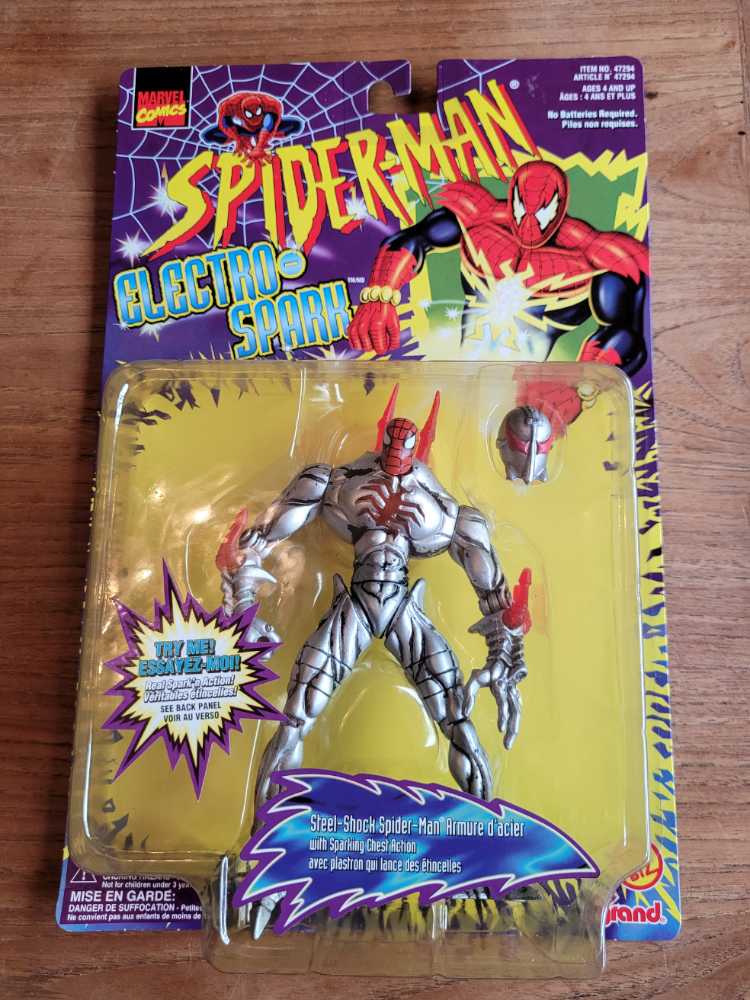 MARVEL
COMICS
SPIDER-MAN®
ELECTRO-
SPARK
ITEM NO. 47294
ARTICLE N° 47294
AGES 4 AND UP
ÂGES : 4 ANS ET PLUS
No Batteries Required.
Piles non requises.
TRY ME!
ESSAYEZ-MOI!
Real Spark'n Action!
Véritables étincelles!
SEE BACK PANEL
VOIR AU VERSO
Steel-Shock Spider-Man® Armure d'acier
with Sparking Chest Action
avec plastron qui lance des étincelles
Not for children under 3
MISE EN GARDE:
DANGER DE SUFFOCATION -
Ne convient pas aux enfants de moins de